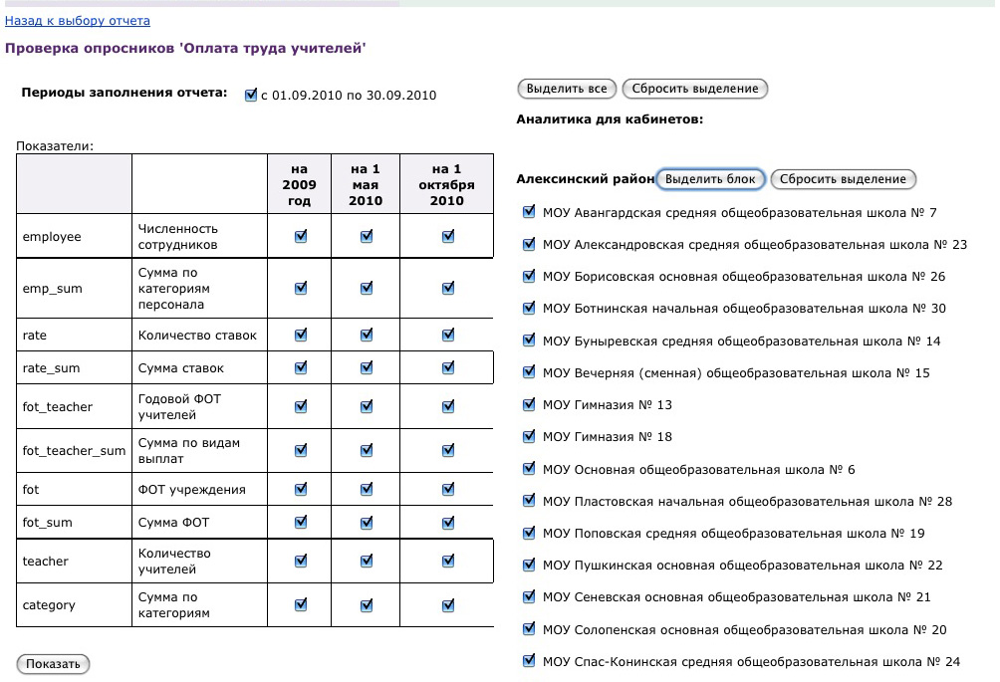 Назад к выбору отчета
Проверка опросников 'Оплата труда учителей'
Периоды заполнения отчета: с 01.09.2010 по 30.09.2010
Показатели:
на 2009 год
на 1 мая 2010
на 1 октября 2010
employee Численность сотрудников
emp_sum Сумма по категориям персонала
rate Количество ставок
rate_sum Сумма ставок
fot_teacher Годовой ФОТ учителей
fot_teacher_sum Сумма по видам выплат
fot ФОТ учреждения
fot_sum Сумма ФОТ
teacher Количество учителей
category Сумма по категориям
Показать
Выделить все Сбросить выделение
Аналитика для кабинетов:
Алексинский район Выделить блок Сбросить выделение
МОУ Авангардская средняя общеобразовательная школа № 7
МОУ Александровская средняя общеобразовательная школа № 23
МОУ Борисовская основная общеобразовательная школа № 26
МОУ Ботнинская начальная общеобразовательная школа № 30
МОУ Буныревская средняя общеобразовательная школа № 14
МОУ Вечерняя (сменная) общеобразовательная школа № 15
МОУ Гимназия № 13
МОУ Гимназия № 18
МОУ Основная общеобразовательная школа № 6
МОУ Пластовская начальная общеобразовательная школа № 28
МОУ Поповская средняя общеобразовательная школа № 19
МОУ Пушкинская основная общеобразовательная школа № 22
МОУ Сеневская основная общеобразовательная школа № 21
МОУ Солопенская основная общеобразовательная школа № 20
МОУ Спас-Конинская средняя общеобразовательная школа № 24